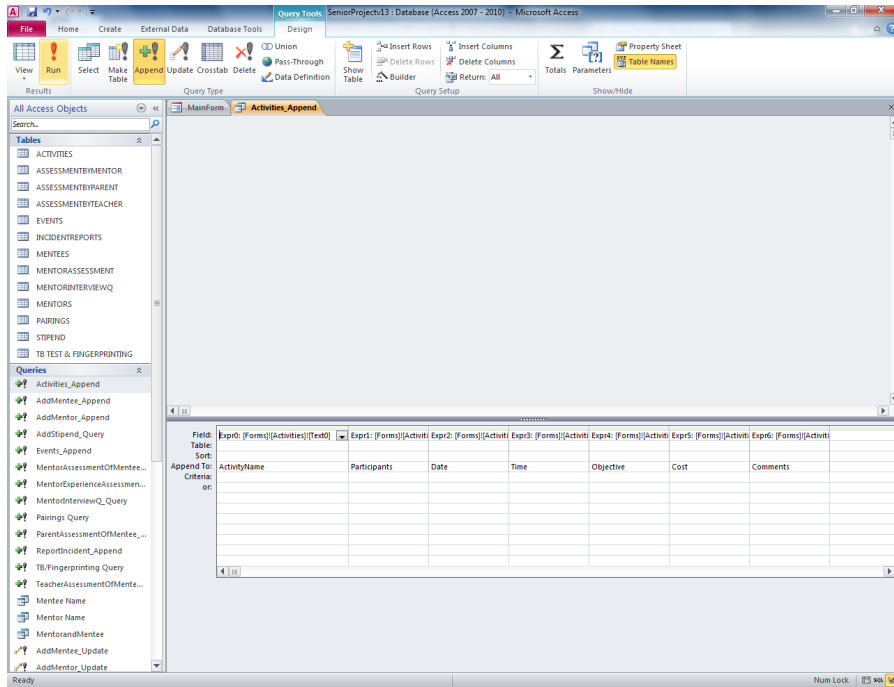 Query Tools SeniorProjectv13 : Database (Access 2007 - 2010) - Microsoft Access
File Home Create External Data Database Tools Design
View Run Select Make Table Append Update Crosstab Delete Union Pass-Through Data Definition Show Table Insert Rows Delete Rows Builder Insert Columns Delete Columns Return: All Totals Parameters Property Sheet Table Names
Results Query Type Query Setup Show/Hide
All Access Objects MainForm Activities_Append
Search...
Tables
ACTIVITIES
ASSESSMENTBYMENTOR
ASSESSMENTBYPARENT
ASSESSMENTBYTEACHER
EVENTS
INCIDENTREPORTS
MENTEES
MENTORASSESSMENT
MENTORINTERVIEWQ
MENTORS
PAIRINGS
STIPEND
TB TEST & FINGERPRINTING
Queries
Activities_Append
AddMentee_Append
AddMentor_Append
AddStipend_Query
Events_Append
MentorAssessmentOfMentee...
MentorExperienceAssessmen...
MentorInterviewQ_Query
Pairings Query
ParentAssessmentOfMentee_...
ReportIncident_Append
TB/Fingerprinting Query
TeacherAssessmentOfMente...
Mentee Name
Mentor Name
MentorandMentee
AddMentee_Update
AddMentor_Update
Field: Expr0: [Forms]![Activities]![Text0] Expr1: [Forms]![Activiti Expr2: [Forms]![Activiti Expr3: [Forms]![Activiti Expr4: [Forms]![Activiti Expr5: [Forms]![Activiti Expr6: [Forms]![Activiti
Table:
Sort:
Append To: ActivityName Participants Date Time Objective Cost Comments
Criteria:
or:
Ready Num Lock SQL